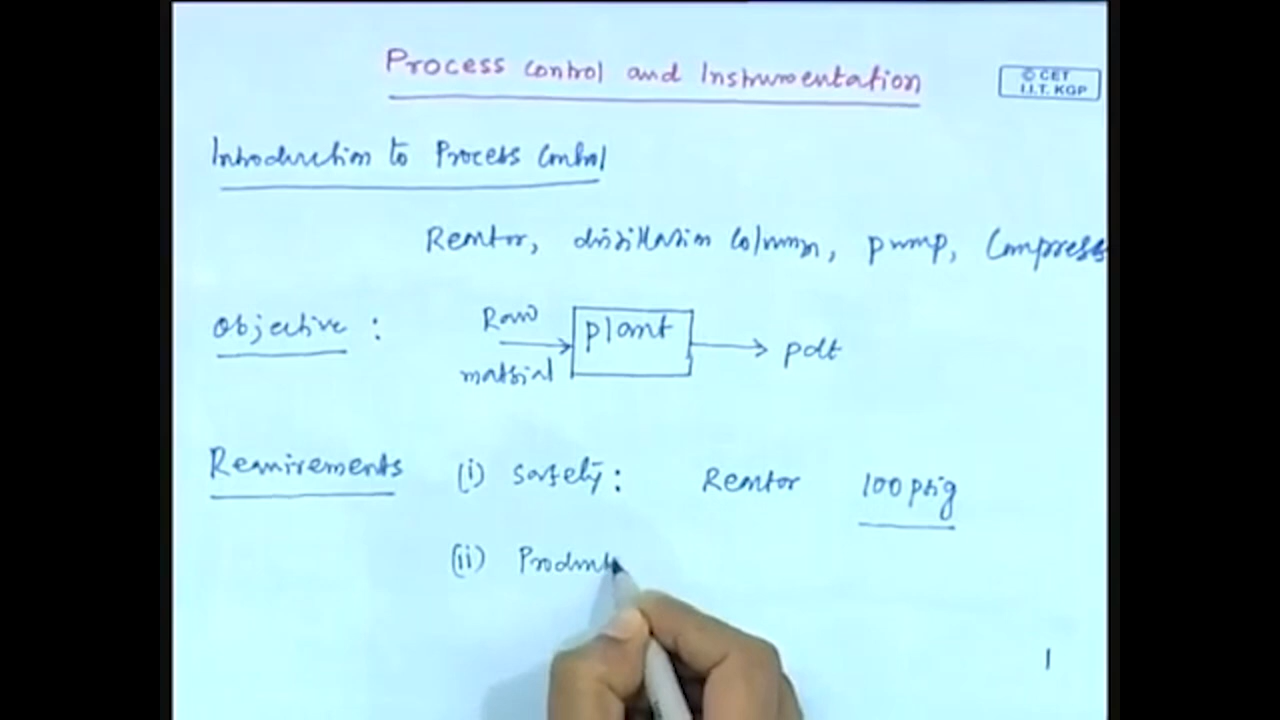 Process Control and Instrumentation
© CET
I.I.T. KGP
Introduction to Process Control
Reactor, distillation Column, pump, Compress
Objective :
Raw
material
plant
pdt
Requirements
(i) Safety : Reactor 100 psig
(ii) Product
1